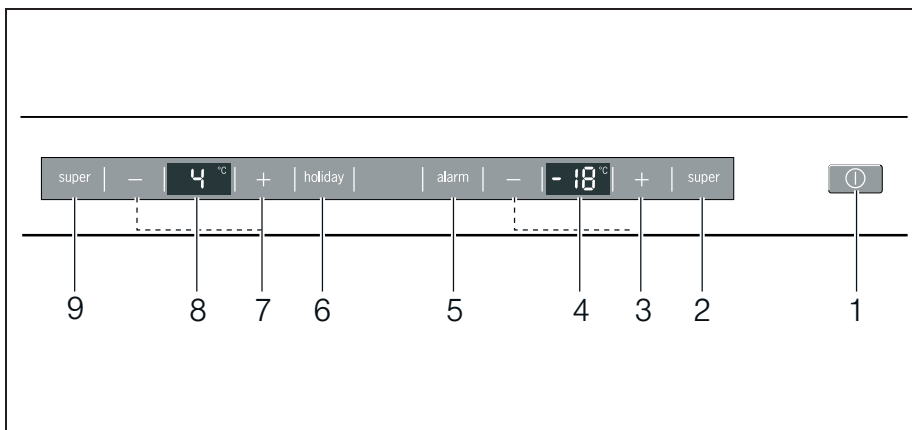 super | − | 4 °C | + | holiday | | alarm | − | -18 °C | + | super
9 8 7 6 5 4 3 2 1